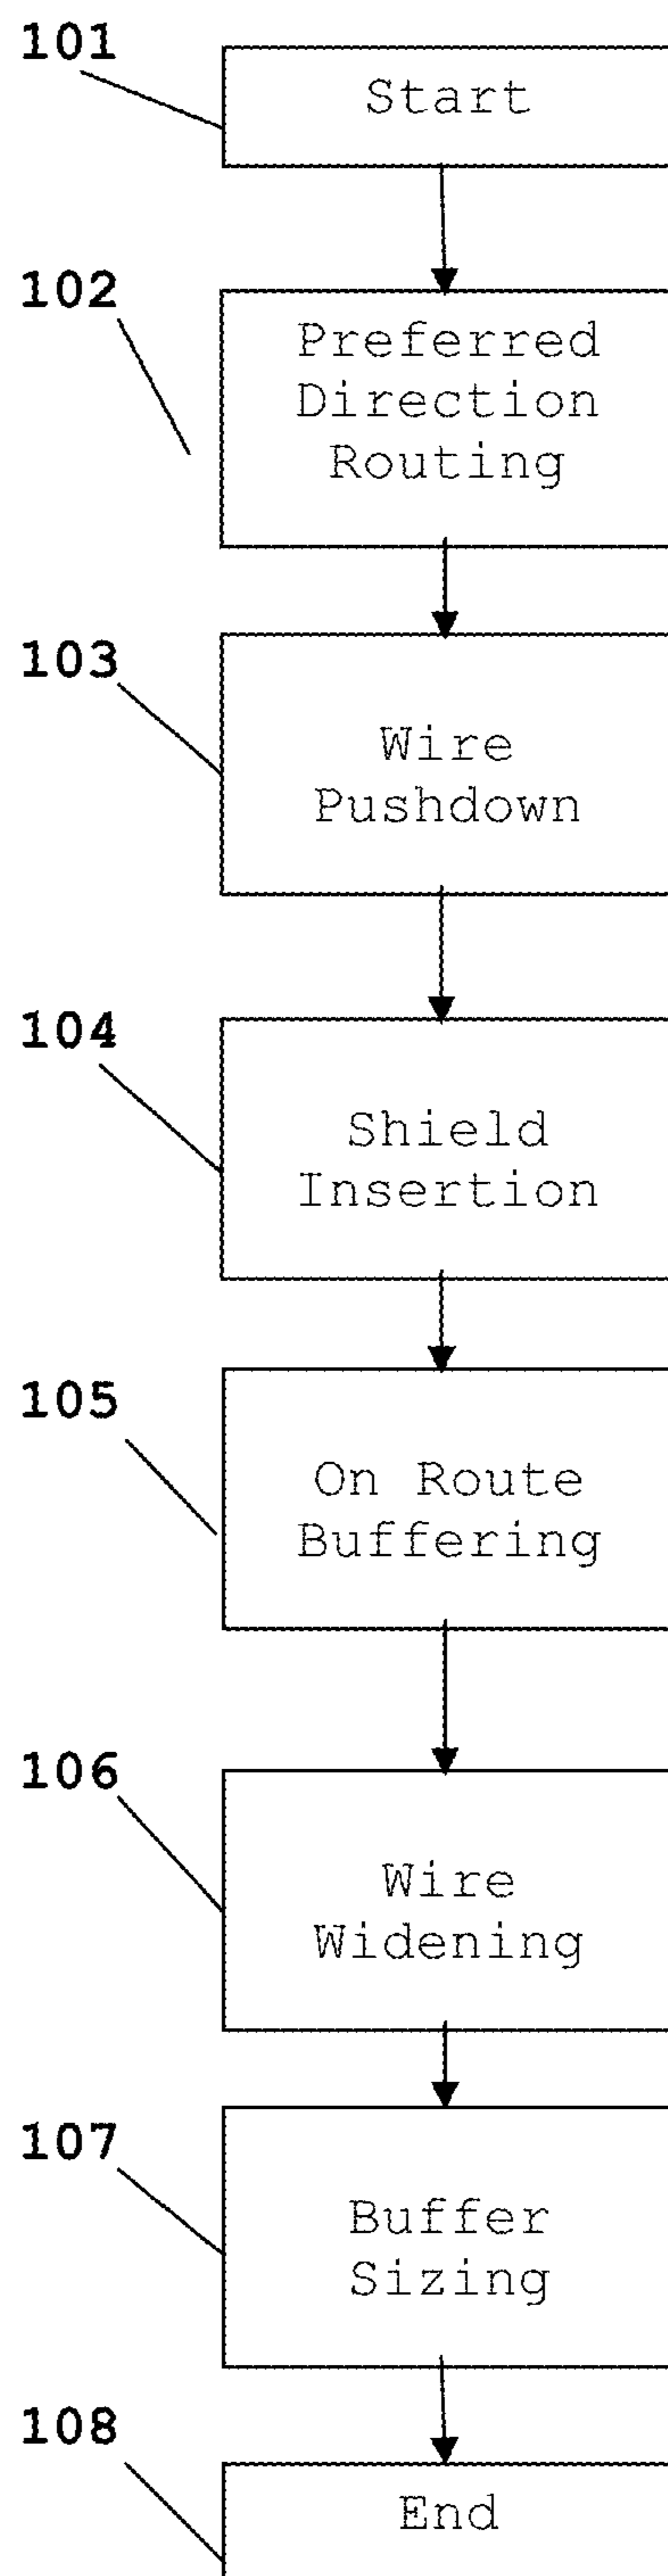 101
Start
102
Preferred
Direction
Routing
103
Wire
Pushdown
104
Shield
Insertion
105
On Route
Buffering
106
Wire
Widening
107
Buffer
Sizing
108
End